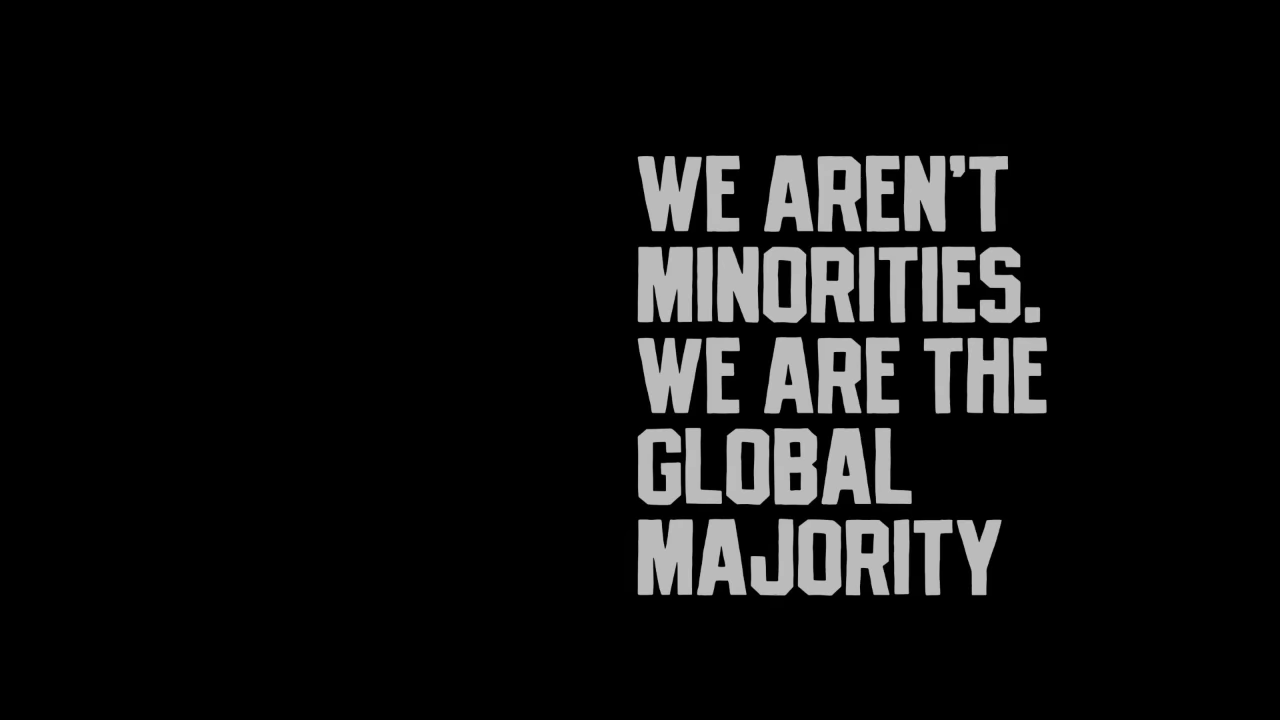 WE AREN’T
MINORITIES.
WE ARE THE
GLOBAL
MAJORITY